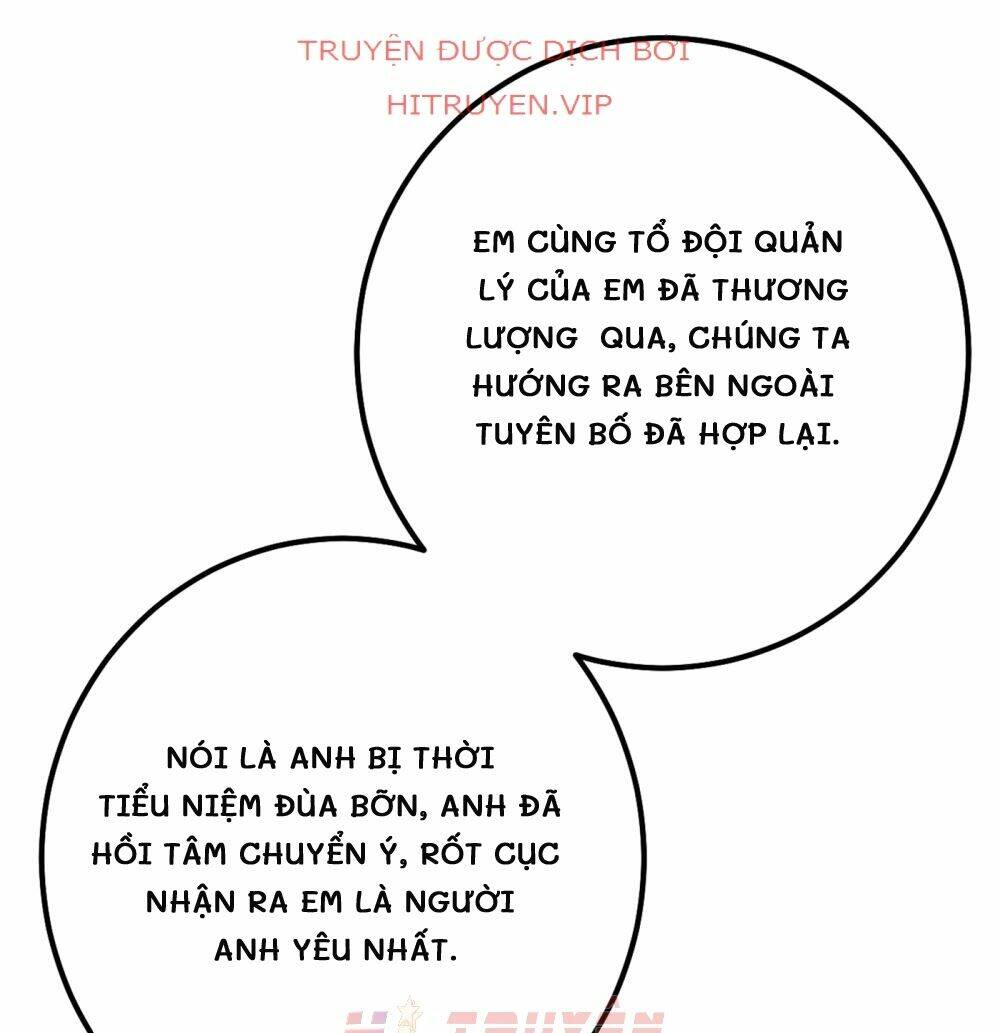 TRUYỆN ĐƯỢC DỊCH BỞI
HITRUYEN.VIP
EM CÙNG TỔ ĐỘI QUẢN
LÝ CỦA EM ĐÃ THƯƠNG
LƯỢNG QUA, CHÚNG TA
HƯỚNG RA BÊN NGOÀI
TUYÊN BỐ ĐÃ HỢP LẠI.
NÓI LÀ ANH BỊ THỜI
TIỂU NIỆM ĐÙA BỠN, ANH ĐÃ
HỒI TÂM CHUYỂN Ý, RỐT CỤC
NHẬN RA EM LÀ NGƯỜI
ANH YÊU NHẤT.
HI TRUYỆN